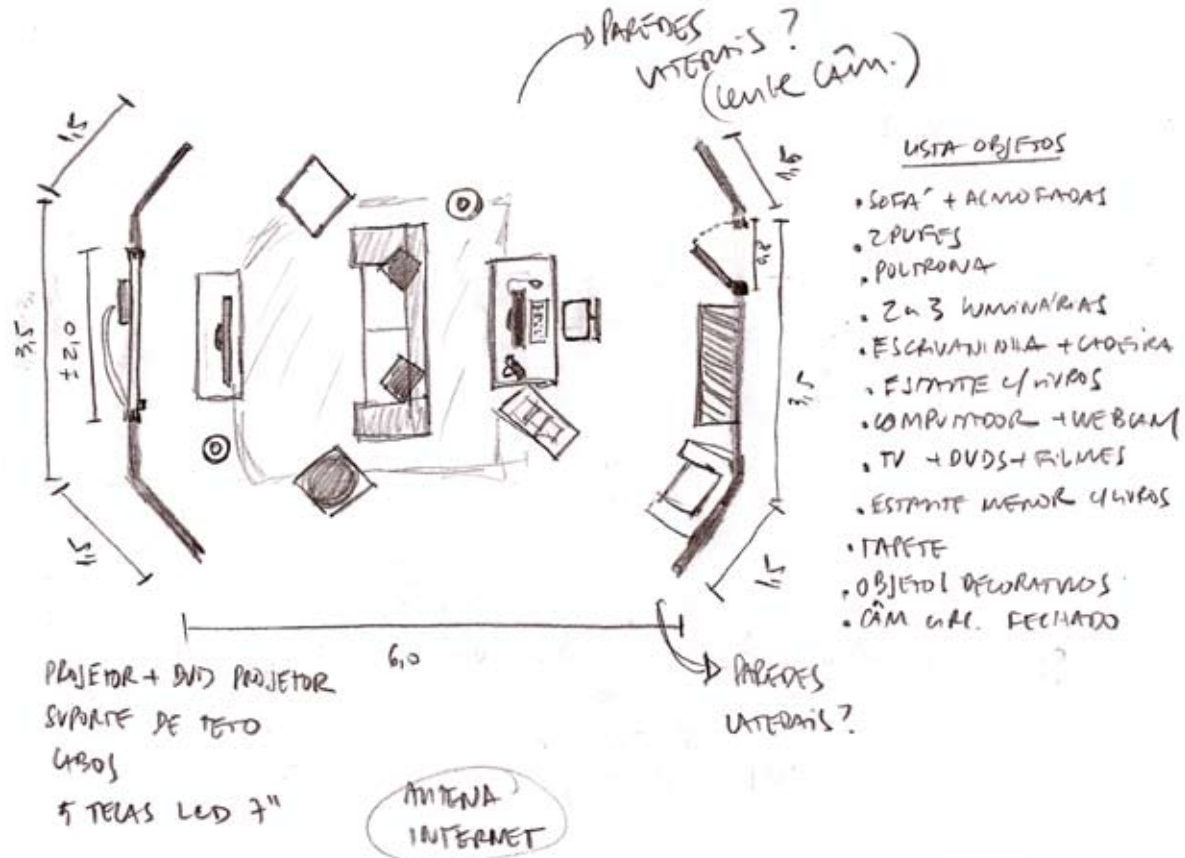 PAREDES
LATERAIS?
(lente CÂM.)
1,5
1,5
3,5
3,5
1,5
1,5
6,0
LISTA OBJETOS
• SOFÁ + ALMOFADAS
• 2 PUFES
• POLTRONA
• 2 a 3 LUMINÁRIAS
• ESCRIVANINHA + CADEIRA
• ESTANTE C/ LIVROS
• COMPUTADOR + WEBCAM
• TV + DVDS + FILMES
• ESTANTE MENOR C/ LIVROS
• TAPETE
• OBJETOS DECORATIVOS
• CÂM CIRC. FECHADO
PAREDES
LATERAIS?
PROJETOR + DVD PROJETOR
SUPORTE DE TETO
CABOS
5 TELAS LCD 7"
ANTENA
INTERNET